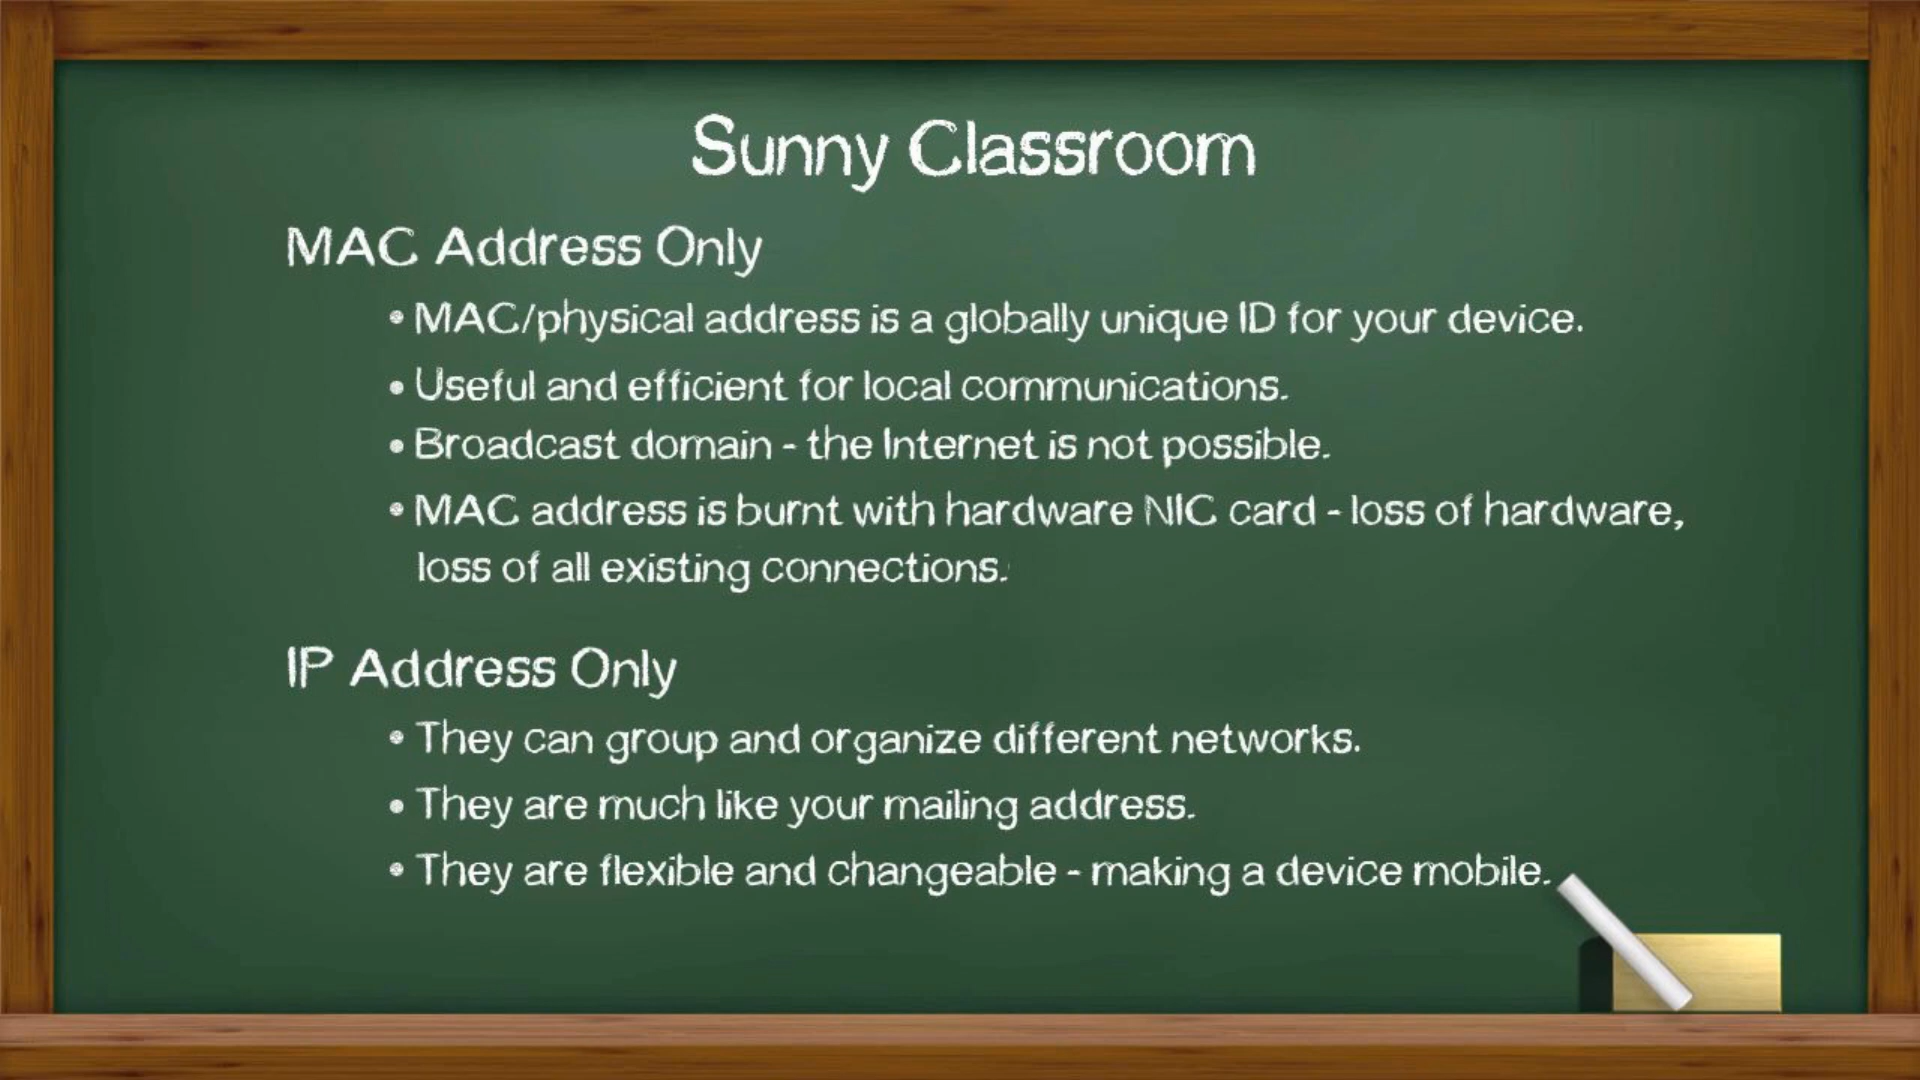 Sunny Classroom
MAC Address Only
• MAC/physical address is a globally unique ID for your device.
• Useful and efficient for local communications.
• Broadcast domain - the Internet is not possible.
• MAC address is burnt with hardware NIC card - loss of hardware,
loss of all existing connections.
IP Address Only
• They can group and organize different networks.
• They are much like your mailing address.
• They are flexible and changeable - making a device mobile.